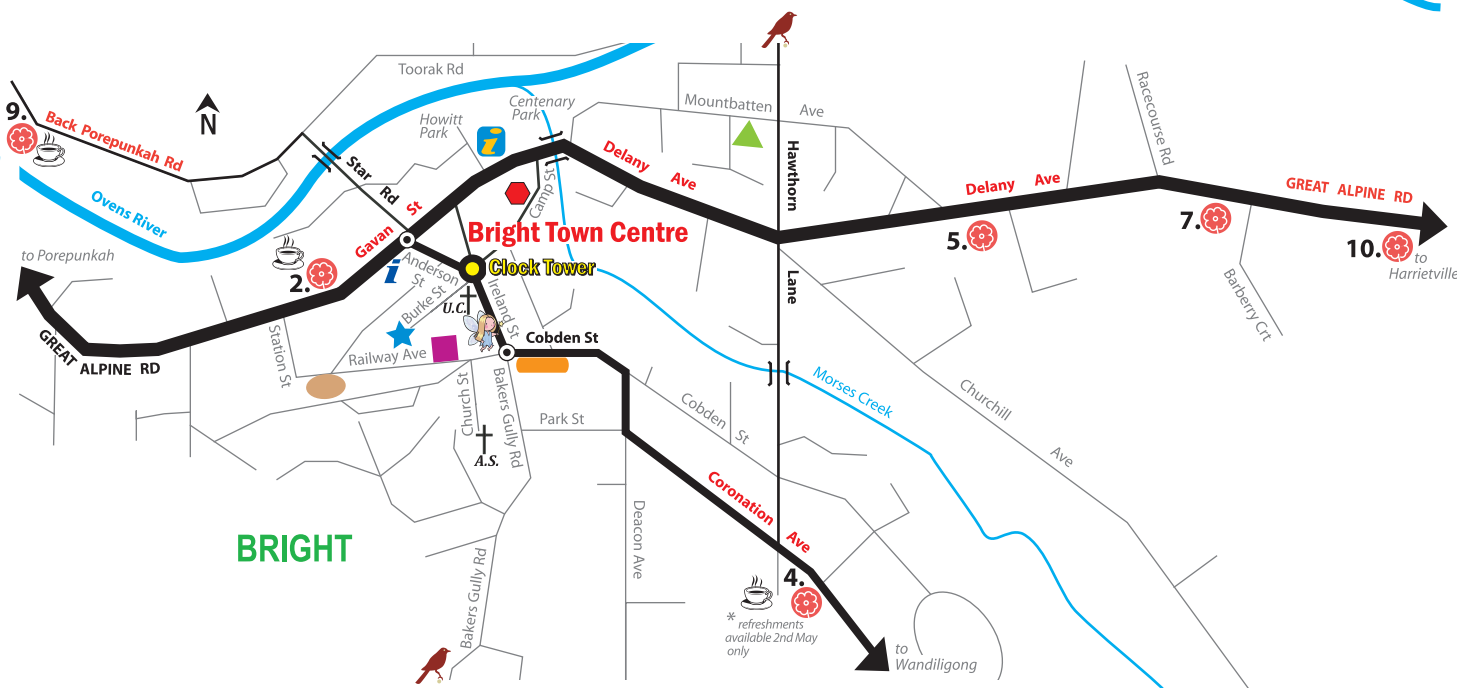 Toorak Rd
Centenary
Park
Howitt
Park
Mountbatten Ave
Racecourse Rd
9.
Back Porepunkah Rd
N
Star Rd
Ovens River
Gavan St
Camp St
Delany Ave
Hawthorn
Lane
Delany Ave
GREAT ALPINE RD
5.
7.
10.
to
Harrietville
to Porepunkah
2.
i
i
Bright Town Centre
Clock Tower
Anderson
St
Burke St
U.C.
Ireland St
Cobden St
GREAT
ALPINE RD
Station St
Railway Ave
Church St
Bakers Gully Rd
Park St
Cobden St
Morses Creek
Barberry Crt
Churchill Ave
A.S.
Coronation Ave
Deacon Ave
BRIGHT
Bakers Gully Rd
4.
* refreshments
available 2nd May
only
to
Wandiligong